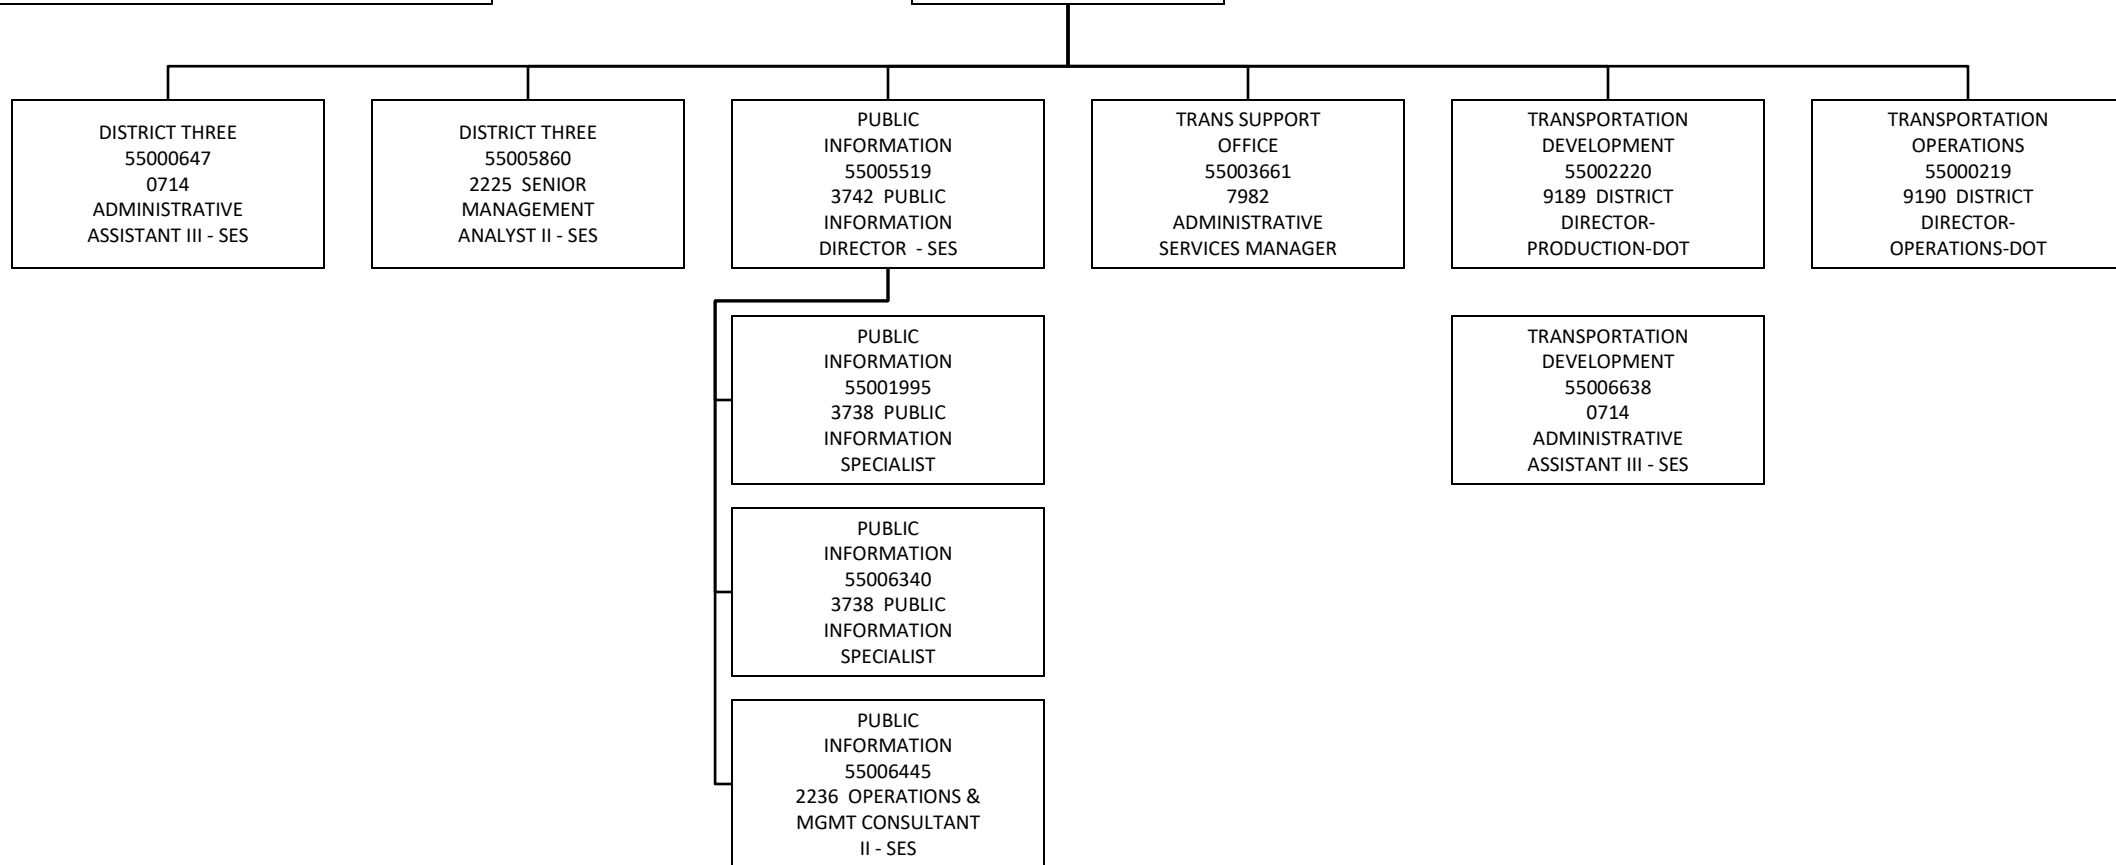 DISTRICT THREE
55000647
0714
ADMINISTRATIVE
ASSISTANT III - SES
DISTRICT THREE
55005860
2225  SENIOR
MANAGEMENT
ANALYST II - SES
PUBLIC
INFORMATION
55005519
3742  PUBLIC
INFORMATION
DIRECTOR  - SES
TRANS SUPPORT
OFFICE
55003661
7982
ADMINISTRATIVE
SERVICES MANAGER
TRANSPORTATION
DEVELOPMENT
55002220
9189  DISTRICT
DIRECTOR-
PRODUCTION-DOT
TRANSPORTATION
OPERATIONS
55000219
9190  DISTRICT
DIRECTOR-
OPERATIONS-DOT
PUBLIC
INFORMATION
55001995
3738  PUBLIC
INFORMATION
SPECIALIST
TRANSPORTATION
DEVELOPMENT
55006638
0714
ADMINISTRATIVE
ASSISTANT III - SES
PUBLIC
INFORMATION
55006340
3738  PUBLIC
INFORMATION
SPECIALIST
PUBLIC
INFORMATION
55006445
2236  OPERATIONS &
MGMT CONSULTANT
II - SES